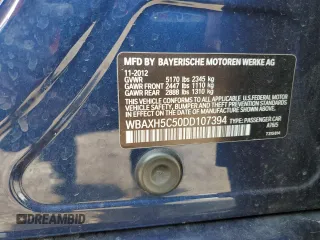 MFD BY BAYERISCHE MOTOREN WERKE AG
11-2012
GVWR 5170 lbs 2345 kg
GAWR FRONT 2447 lbs 1110 kg
GAWR REAR 2888 lbs 1310 kg
THIS VEHICLE CONFORMS TO ALL APPLICABLE U.S. FEDERAL MOTOR
VEHICLE SAFETY, BUMPER AND THEFT PREVENTION STANDARDS
IN EFFECT ON THE DATE OF MANUFACTURE SHOWN ABOVE.
WBAXH5C50DD107394 TYPE: PASSENGER CAR
DREAMBID